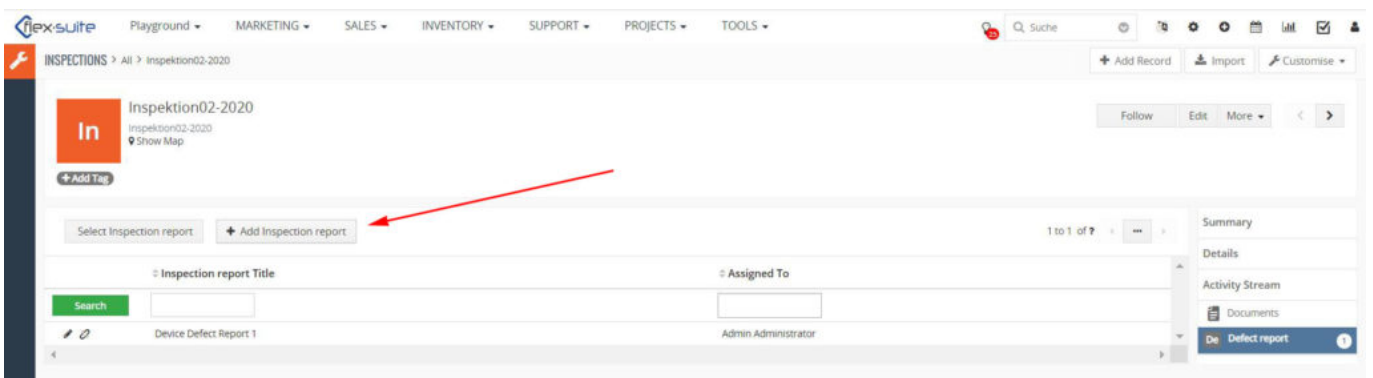 flex-suite Playground MARKETING SALES INVENTORY SUPPORT PROJECTS TOOLS 25 Suche
INSPECTIONS > All > Inspektion02-2020 + Add Record Import Customise
In
Inspektion02-2020
Inspektion02-2020
Show Map
Follow Edit More < >
+ Add Tag
Select Inspection report + Add Inspection report 1 to 1 of ? < ... >
Summary
Details
Activity Stream
Documents
De Defect report 1
Inspection report Title Assigned To
Search
Device Defect Report 1 Admin Administrator